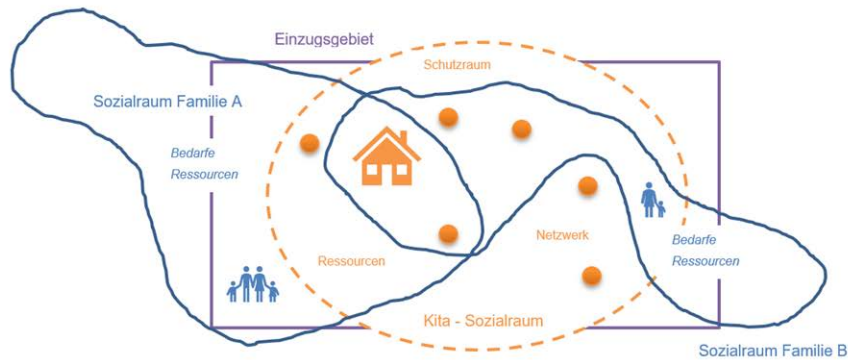 Einzugsgebiet
Schutzraum
Sozialraum Familie A
Bedarfe
Ressourcen
Netzwerk
Bedarfe
Ressourcen
Ressourcen
Kita - Sozialraum
Sozialraum Familie B